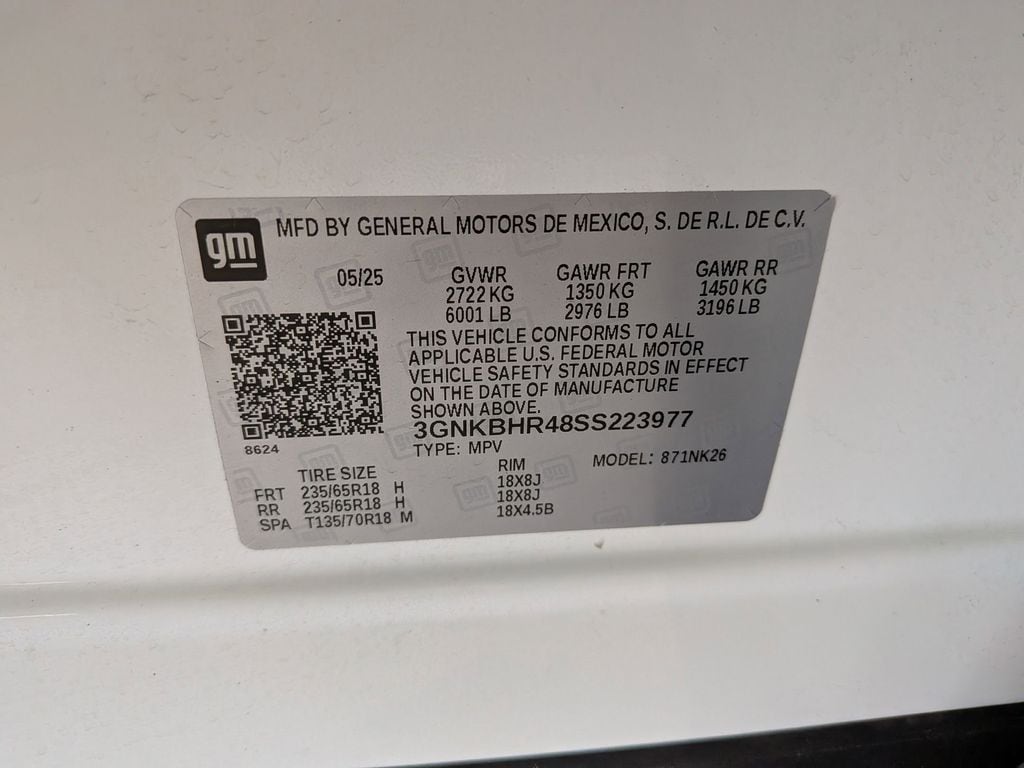 gm MFD BY GENERAL MOTORS DE MEXICO, S. DE R.L. DE C.V.
05/25 GVWR GAWR FRT GAWR RR
2722 KG 1350 KG 1450 KG
6001 LB 2976 LB 3196 LB
THIS VEHICLE CONFORMS TO ALL
APPLICABLE U.S. FEDERAL MOTOR
VEHICLE SAFETY STANDARDS IN EFFECT
ON THE DATE OF MANUFACTURE
SHOWN ABOVE.
3GNKBHR48SS223977
8624 TYPE: MPV
TIRE SIZE RIM MODEL: 871NK26
FRT 235/65R18 H 18X8J
RR 235/65R18 H 18X8J
SPA T135/70R18 M 18X4.5B